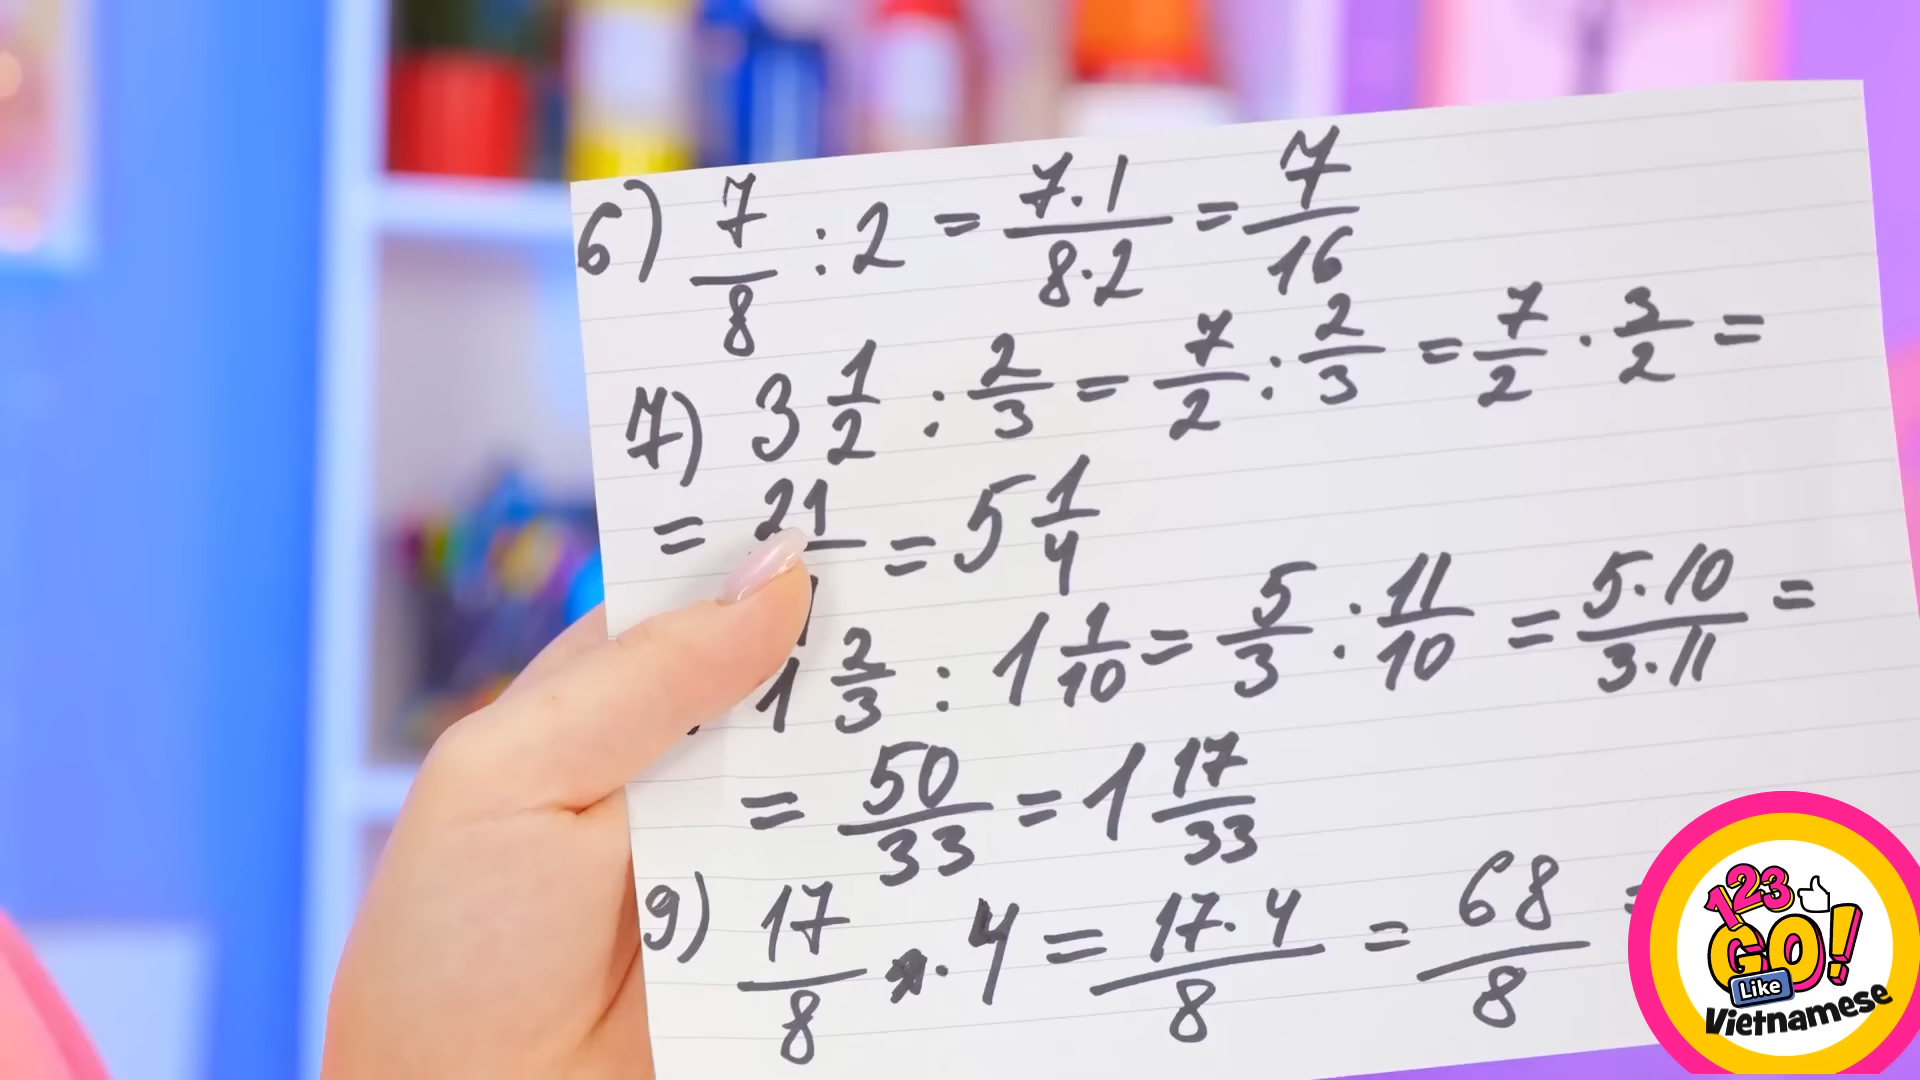 6) 7/8 : 2 = 7·1/8·2 = 7/16
7) 3 1/2 : 2/3 = 7/2 : 2/3 = 7/2 · 3/2 =
= 21/ = 5 1/4
1 2/3 : 1 1/10 = 5/3 : 11/10 = 5·10/3·11 =
= 50/33 = 1 17/33
9) 17/8 · 4 = 17·4/8 = 68/8 =
123
GO!
Like
Vietnamese